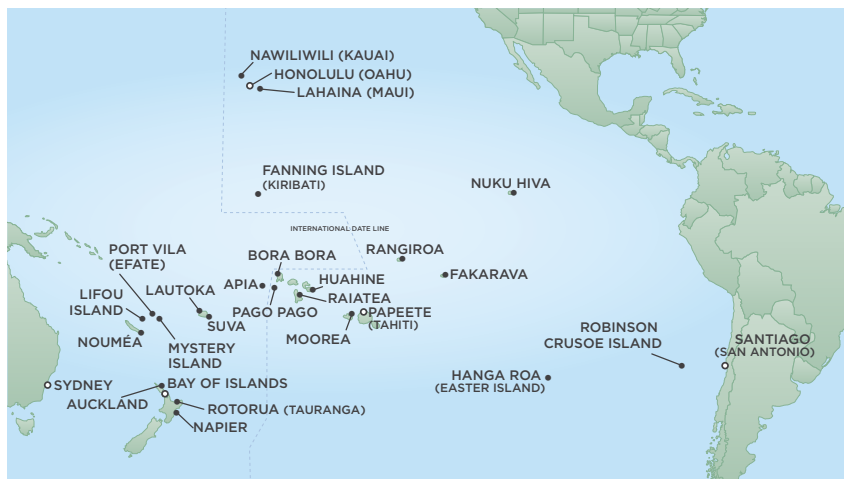 NAWILIWILI (KAUAI)
HONOLULU (OAHU)
LAHAINA (MAUI)
FANNING ISLAND
(KIRIBATI)
NUKU HIVA
INTERNATIONAL DATE LINE
PORT VILA
(EFATE)
BORA BORA
RANGIROA
LIFOU
ISLAND
LAUTOKA
APIA
HUAHINE
FAKARAVA
RAIATEA
NOUMÉA
SUVA
PAGO PAGO
PAPEETE
(TAHITI)
MOOREA
MYSTERY
ISLAND
ROBINSON
CRUSOE ISLAND
SANTIAGO
(SAN ANTONIO)
SYDNEY
BAY OF ISLANDS
HANGA ROA
(EASTER ISLAND)
AUCKLAND
ROTORUA (TAURANGA)
NAPIER